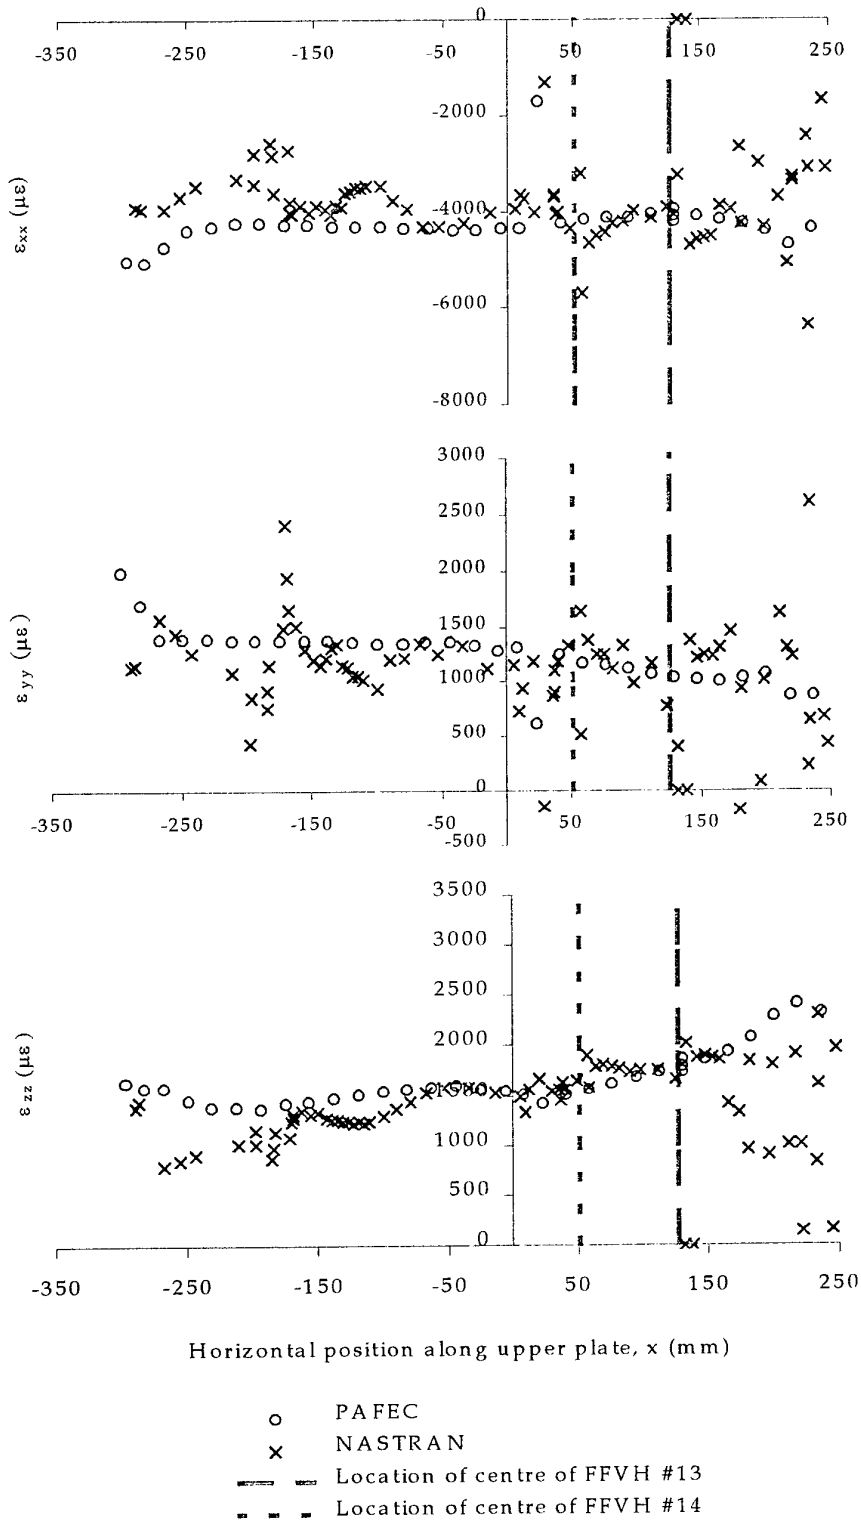 0
-350 -250 -150 -50 50 150 250
-2000
-4000
-6000
-8000
εxx (με)
3000
2500
2000
1500
1000
500
0
-350 -250 -150 -50 50 150 250
-500
εyy (με)
3500
3000
2500
2000
1500
1000
500
0
-350 -250 -150 -50 50 150 250
εzz (με)
Horizontal position along upper plate, x (mm)
PAFEC
NASTRAN
Location of centre of FFVH #13
Location of centre of FFVH #14